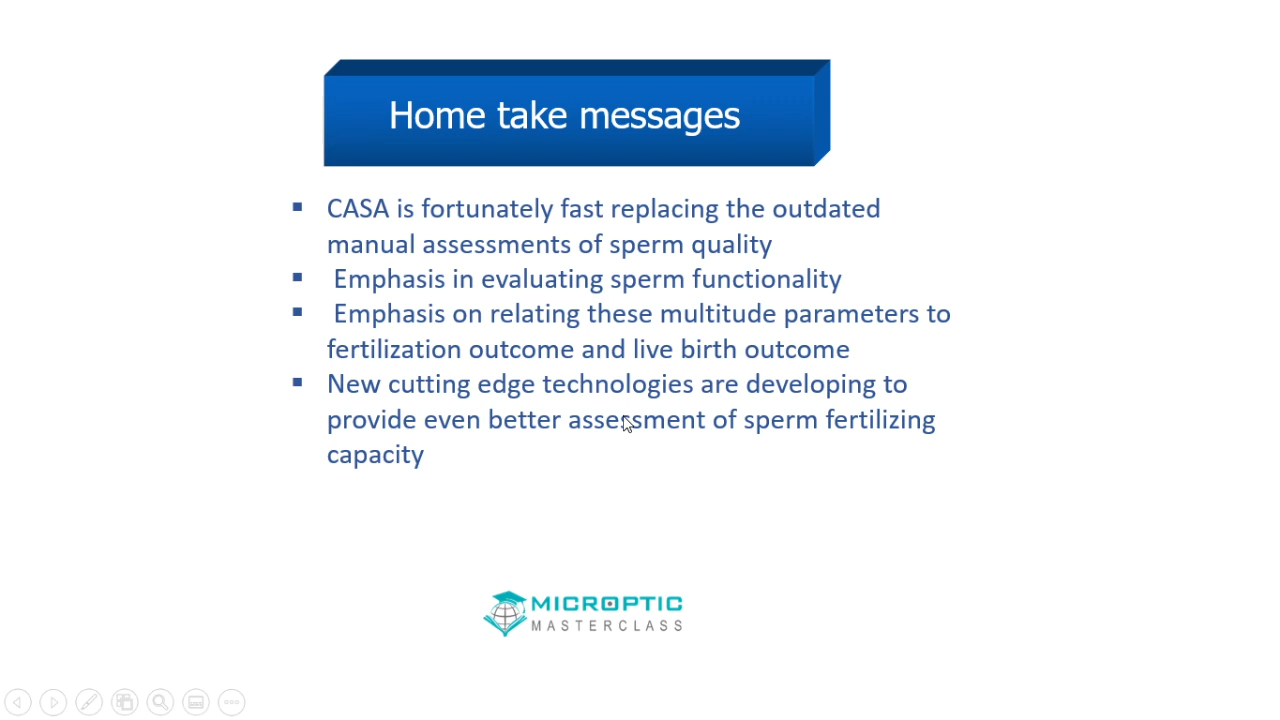 Home take messages
▪ CASA is fortunately fast replacing the outdated
manual assessments of sperm quality
▪ Emphasis in evaluating sperm functionality
▪ Emphasis on relating these multitude parameters to
fertilization outcome and live birth outcome
▪ New cutting edge technologies are developing to
provide even better assessment of sperm fertilizing
capacity
MICROPTIC
MASTERCLASS